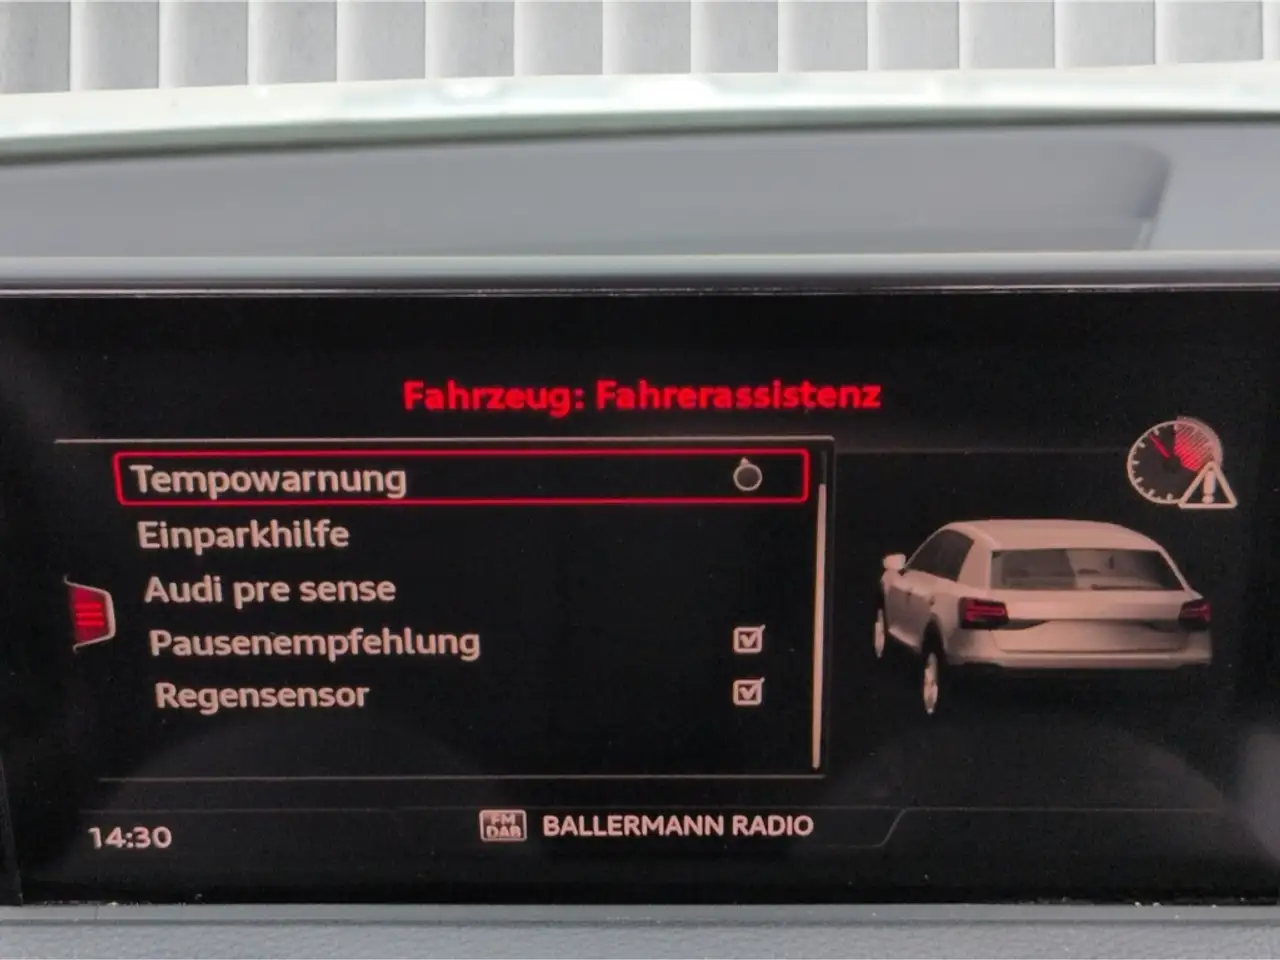 Fahrzeug: Fahrerassistenz
Tempowarnung
Einparkhilfe
Audi pre sense
Pausenempfehlung
Regensensor
14:30
FM
DAB
BALLERMANN RADIO